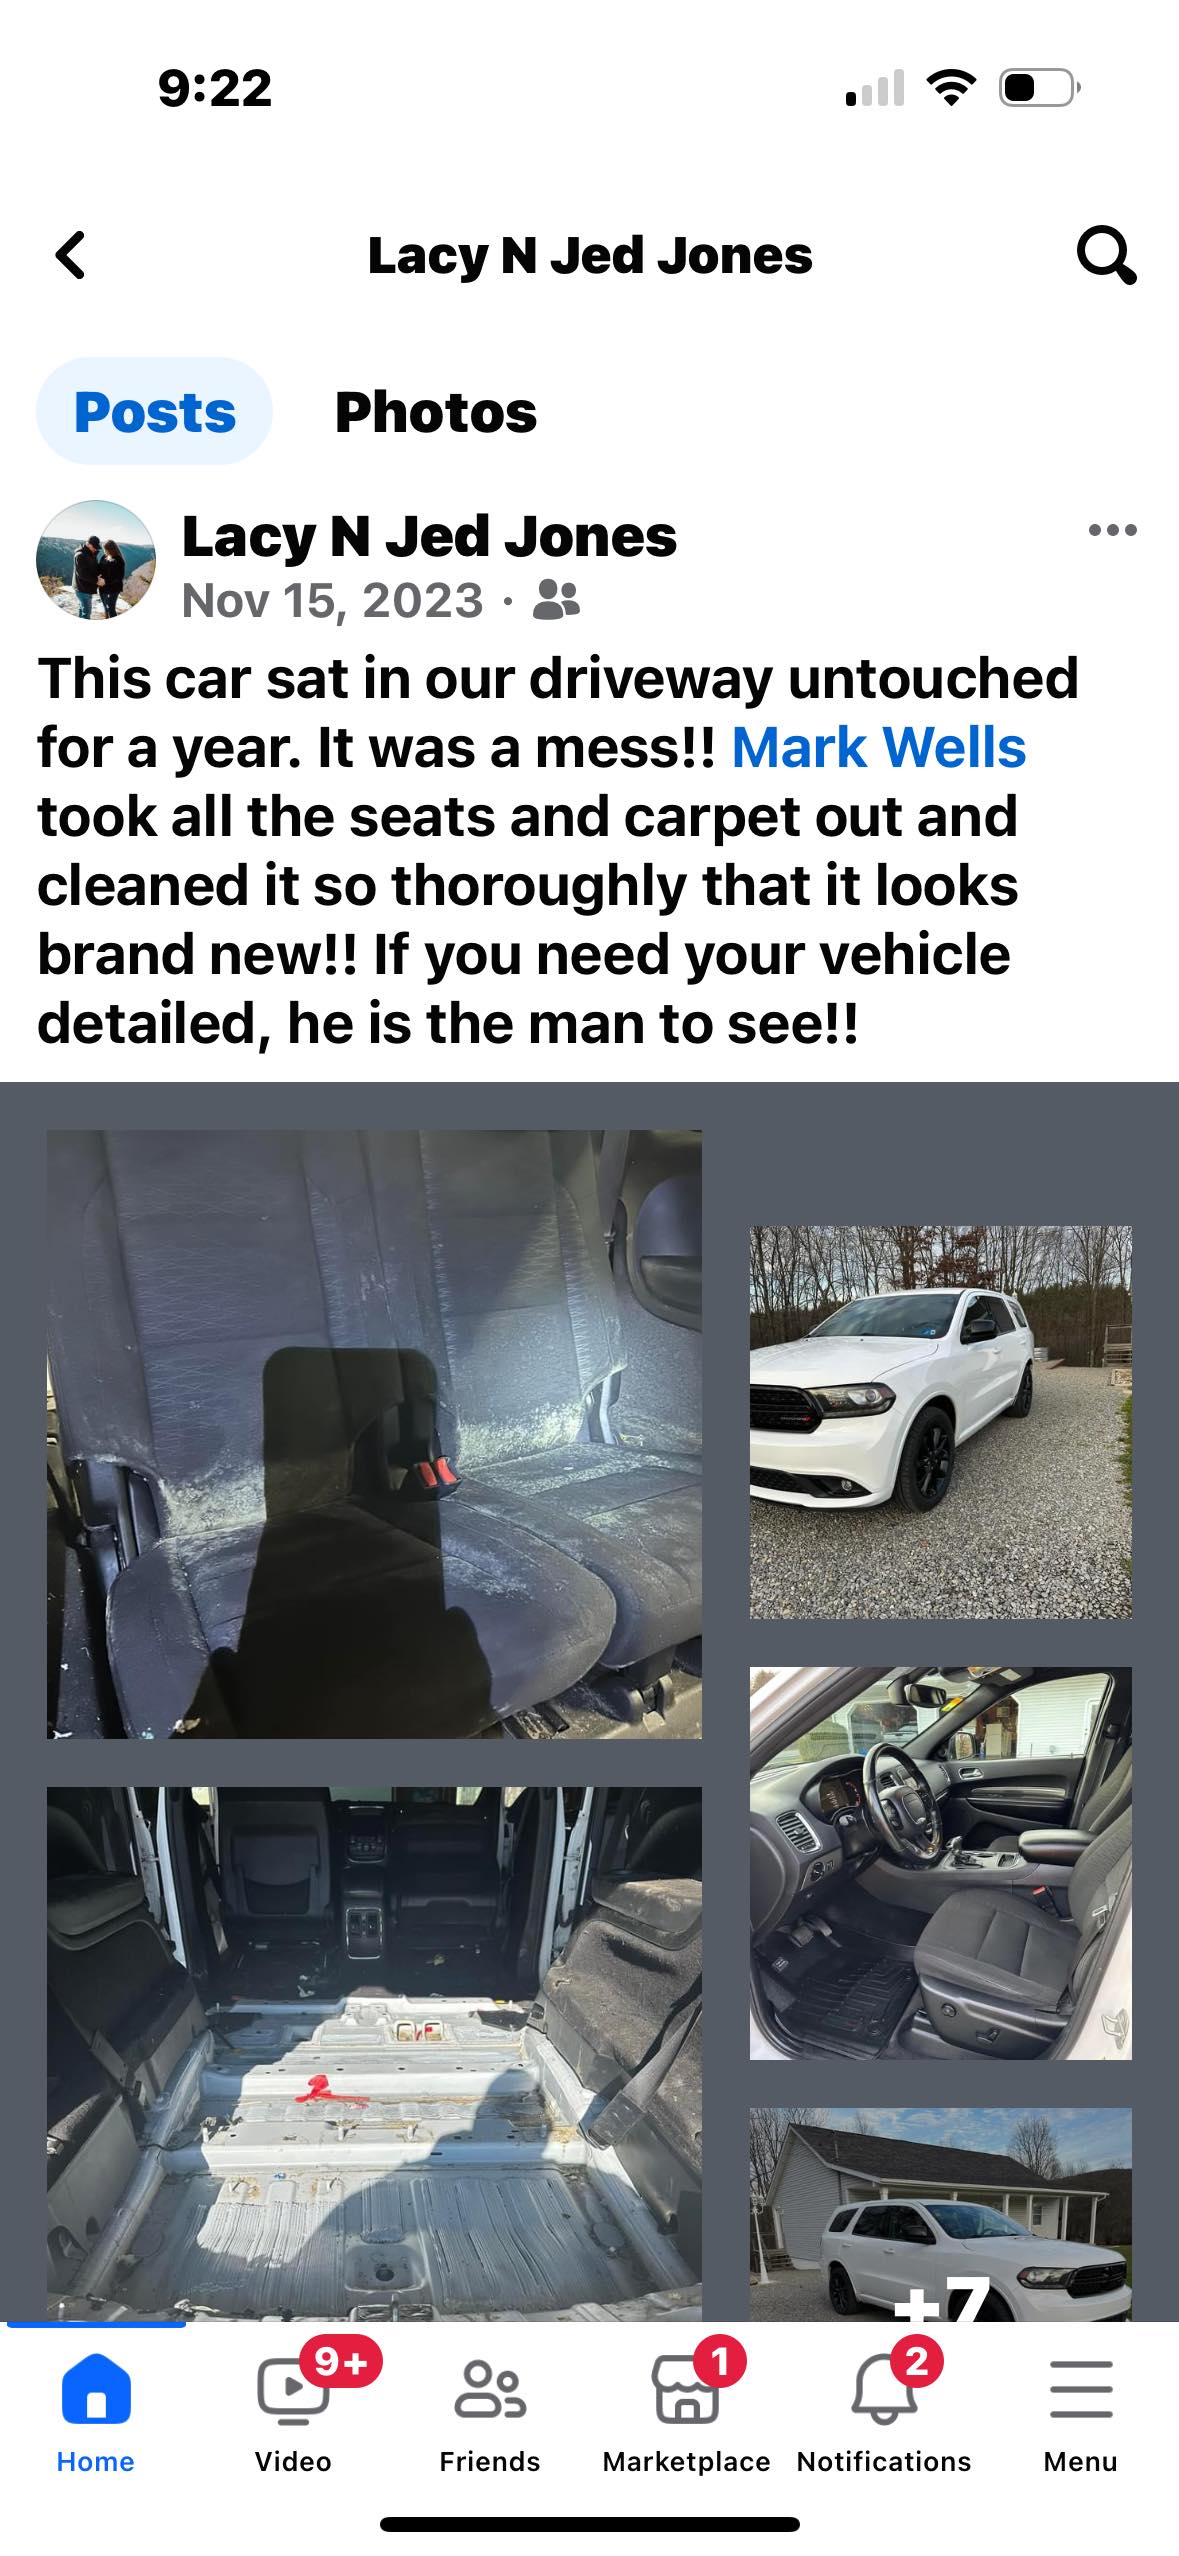 9:22
Lacy N Jed Jones
Posts Photos
Lacy N Jed Jones
Nov 15, 2023 ·
This car sat in our driveway untouched
for a year. It was a mess!! Mark Wells
took all the seats and carpet out and
cleaned it so thoroughly that it looks
brand new!! If you need your vehicle
detailed, he is the man to see!!
+7
9+ 1 2
Home Video Friends Marketplace Notifications Menu